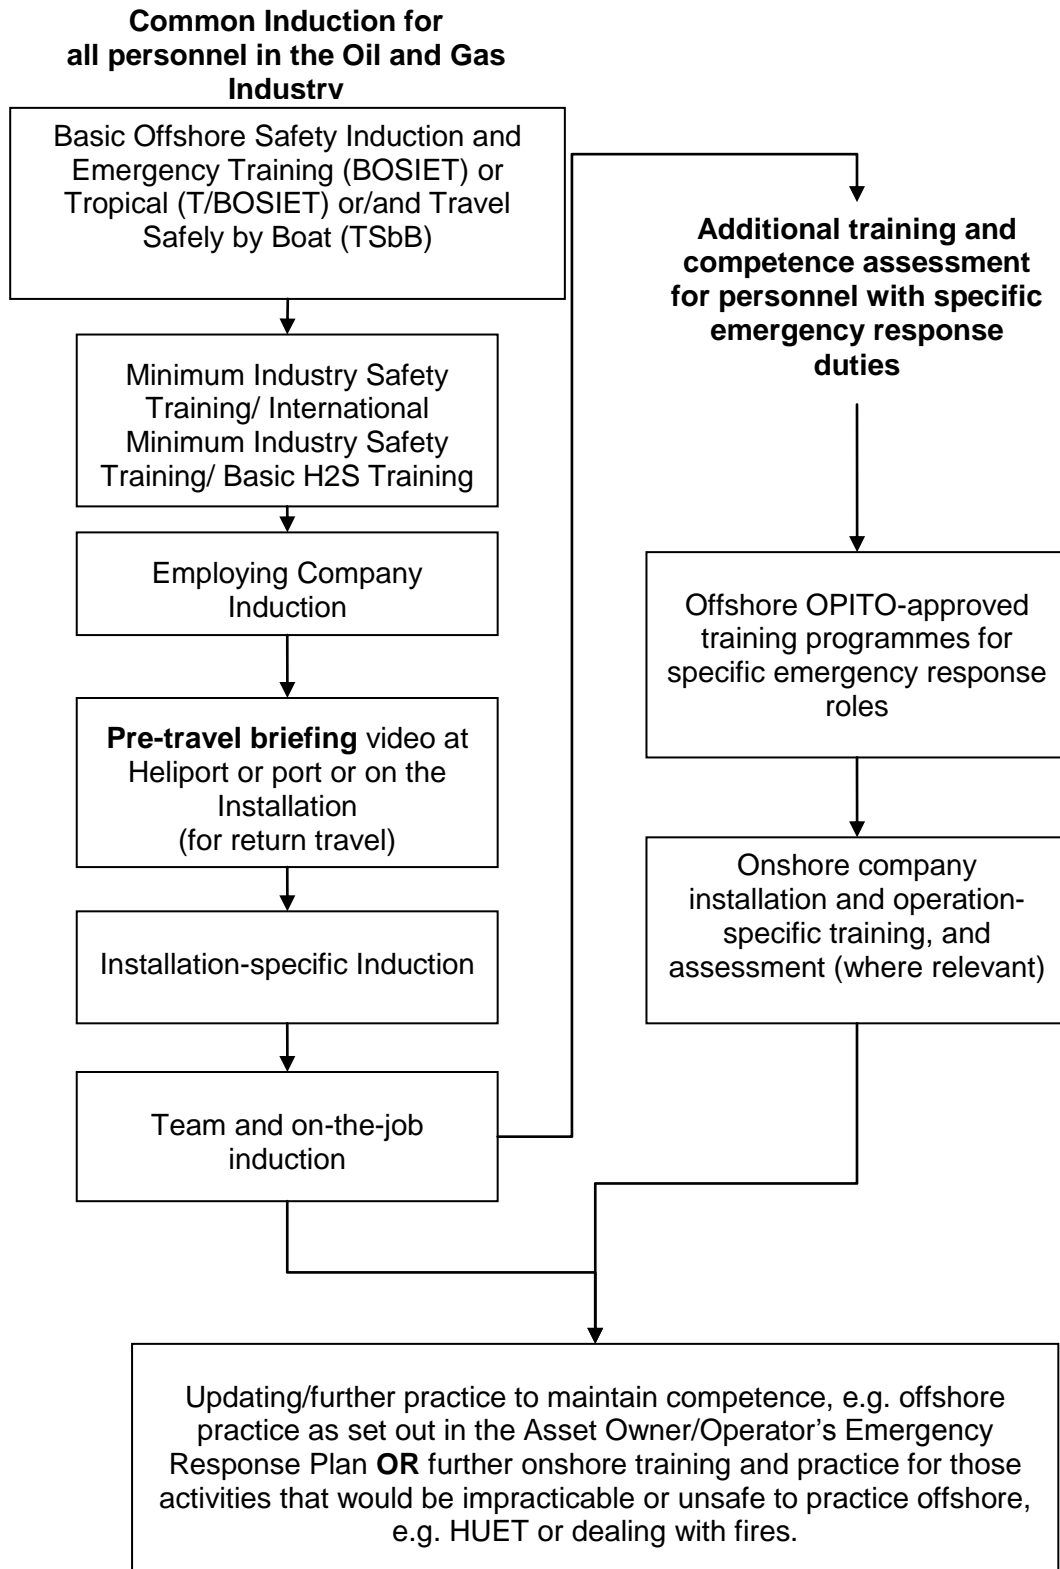 Common Induction for
all personnel in the Oil and Gas
Industry
Basic Offshore Safety Induction and
Emergency Training (BOSIET) or
Tropical (T/BOSIET) or/and Travel
Safely by Boat (TSbB)
Minimum Industry Safety
Training/ International
Minimum Industry Safety
Training/ Basic H2S Training
Employing Company
Induction
Pre-travel briefing video at
Heliport or port or on the
Installation
(for return travel)
Installation-specific Induction
Team and on-the-job
induction
Additional training and
competence assessment
for personnel with specific
emergency response
duties
Offshore OPITO-approved
training programmes for
specific emergency response
roles
Onshore company
installation and operation-
specific training, and
assessment (where relevant)
Updating/further practice to maintain competence, e.g. offshore
practice as set out in the Asset Owner/Operator’s Emergency
Response Plan OR further onshore training and practice for those
activities that would be impracticable or unsafe to practice offshore,
e.g. HUET or dealing with fires.